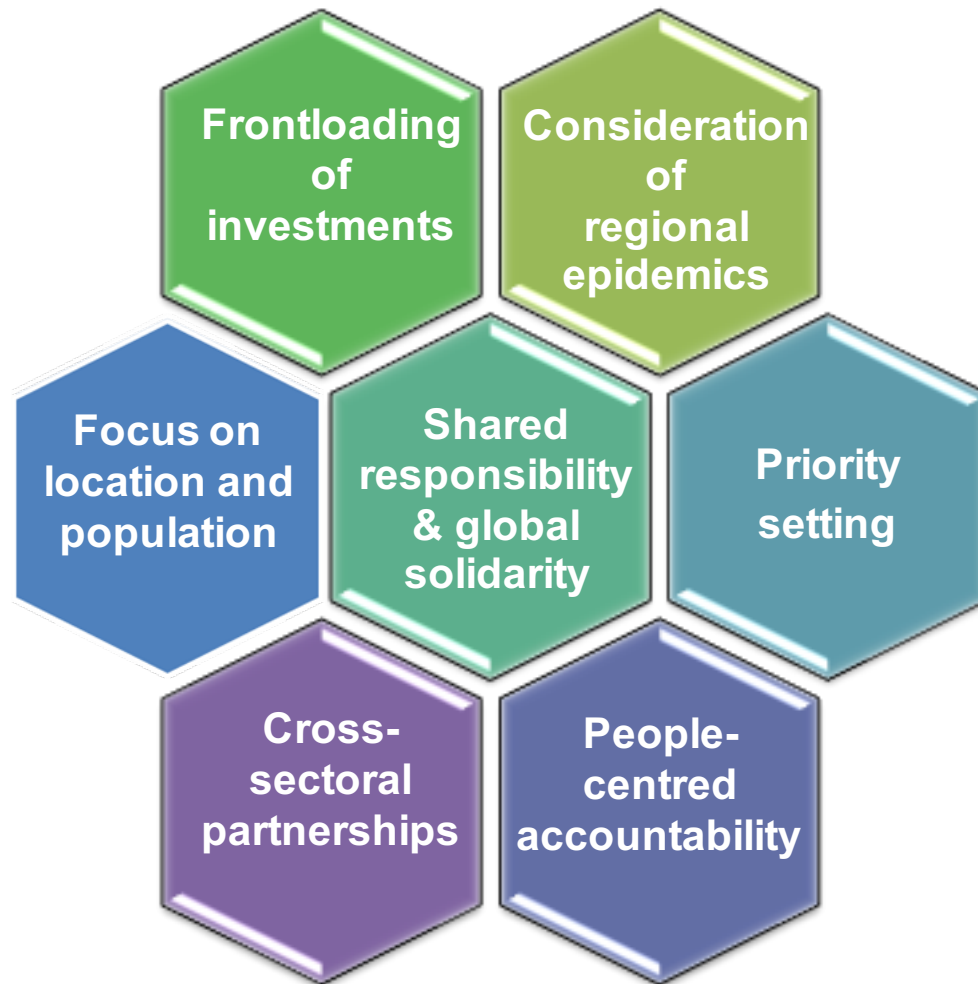 Frontloading
of
investments
Consideration
of
regional
epidemics
Focus on
location and
population
Shared
responsibility
& global
solidarity
Priority
setting
Cross-
sectoral
partnerships
People-
centred
accountability